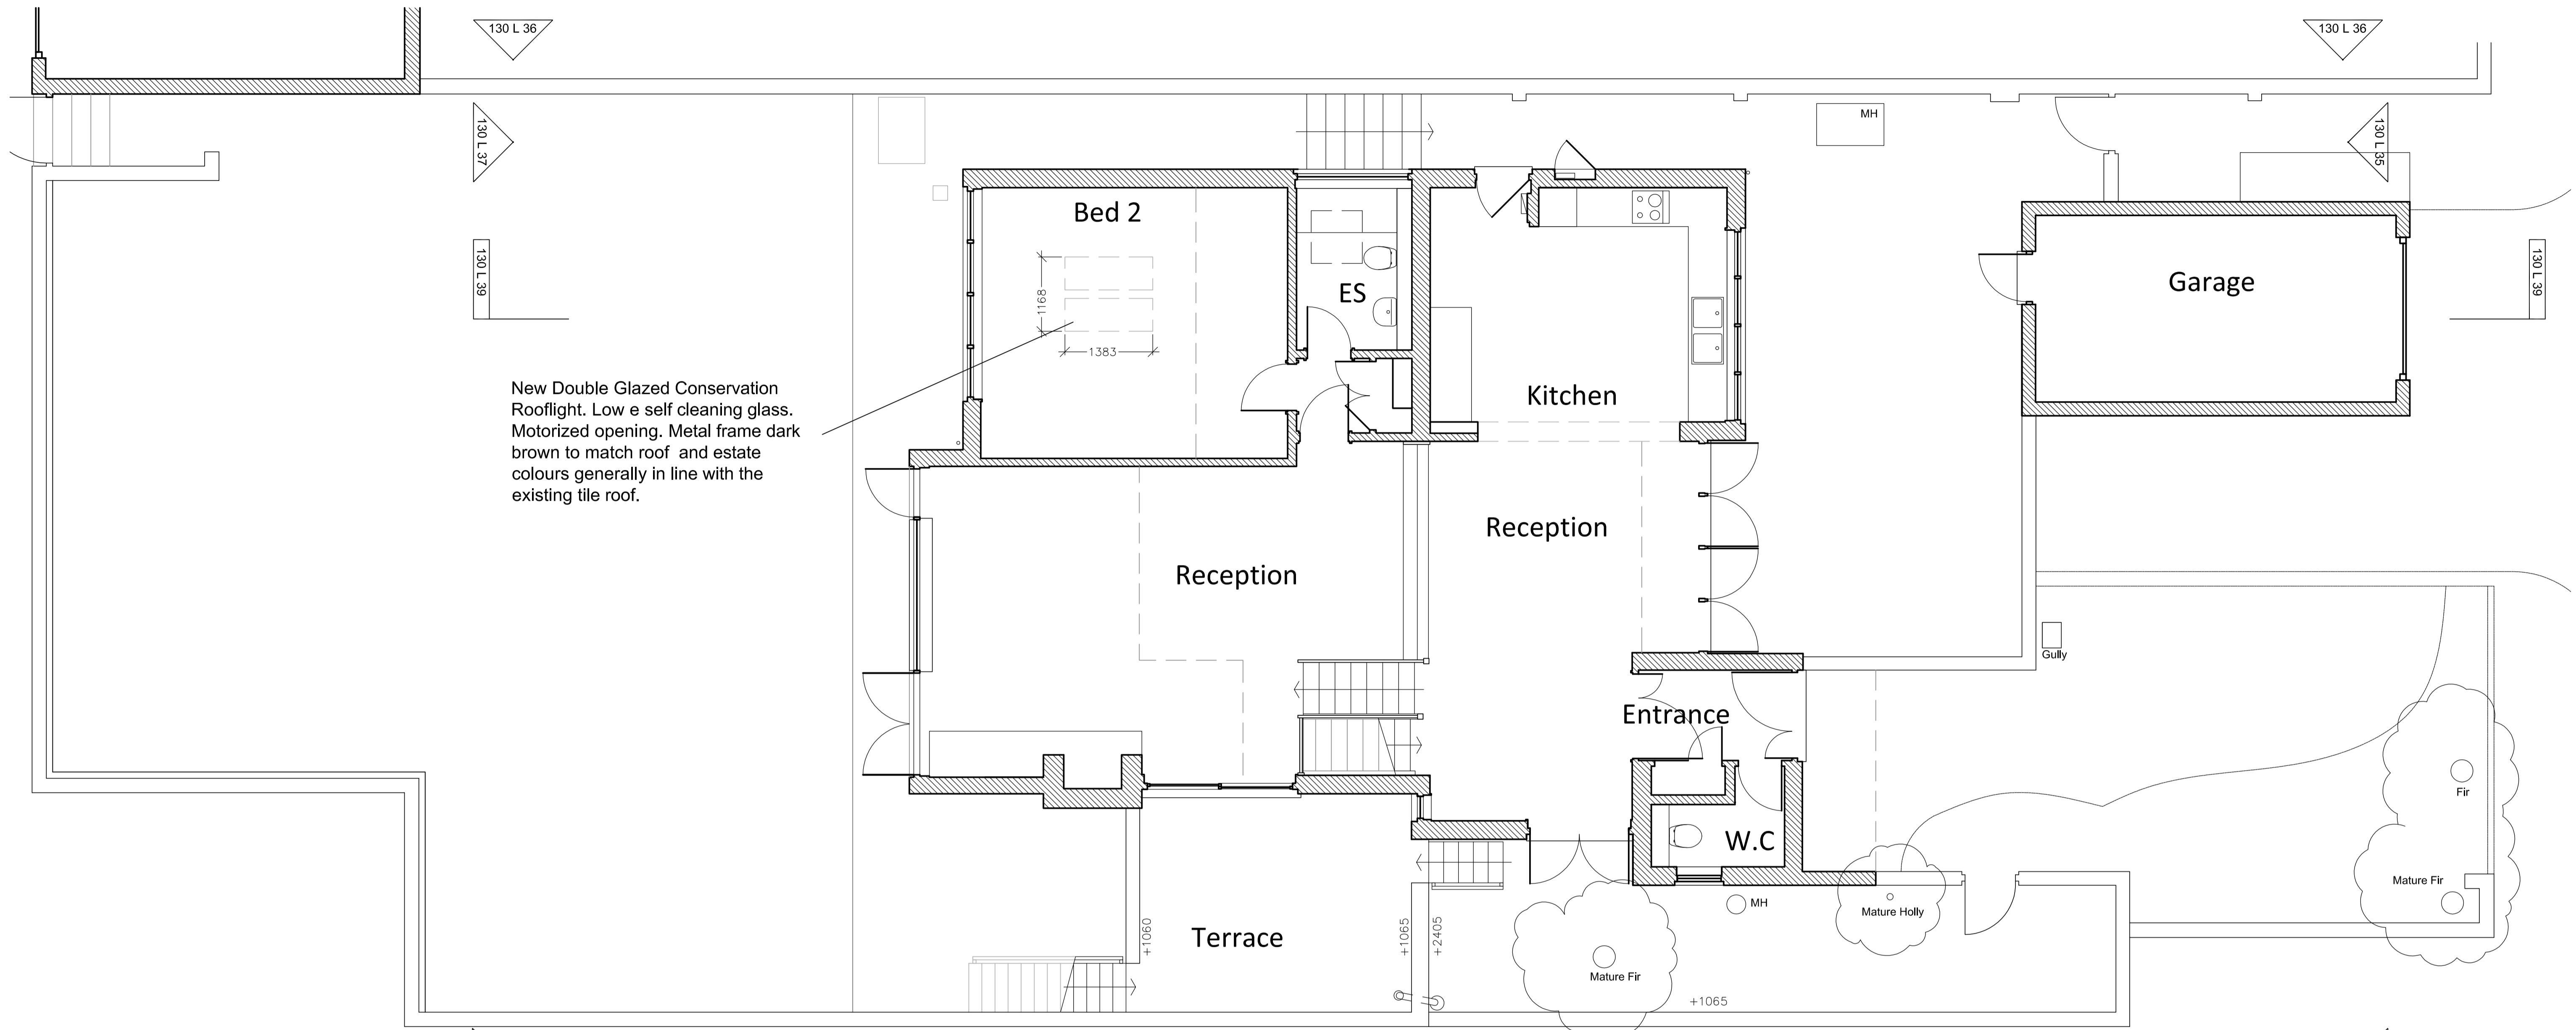 130 L 36
130 L 36
MH
130 L 37
130 L 35
Bed 2
130 L 39
1168
1383
ES
Garage
130 L 39
New Double Glazed Conservation
Rooflight. Low e self cleaning glass.
Motorized opening. Metal frame dark
brown to match roof and estate
colours generally in line with the
existing tile roof.
Kitchen
Reception
Reception
Gully
Entrance
Fir
W.C
Mature Fir
MH
Mature Holly
+1060
Terrace
+1065
+2405
Mature Fir
+1065